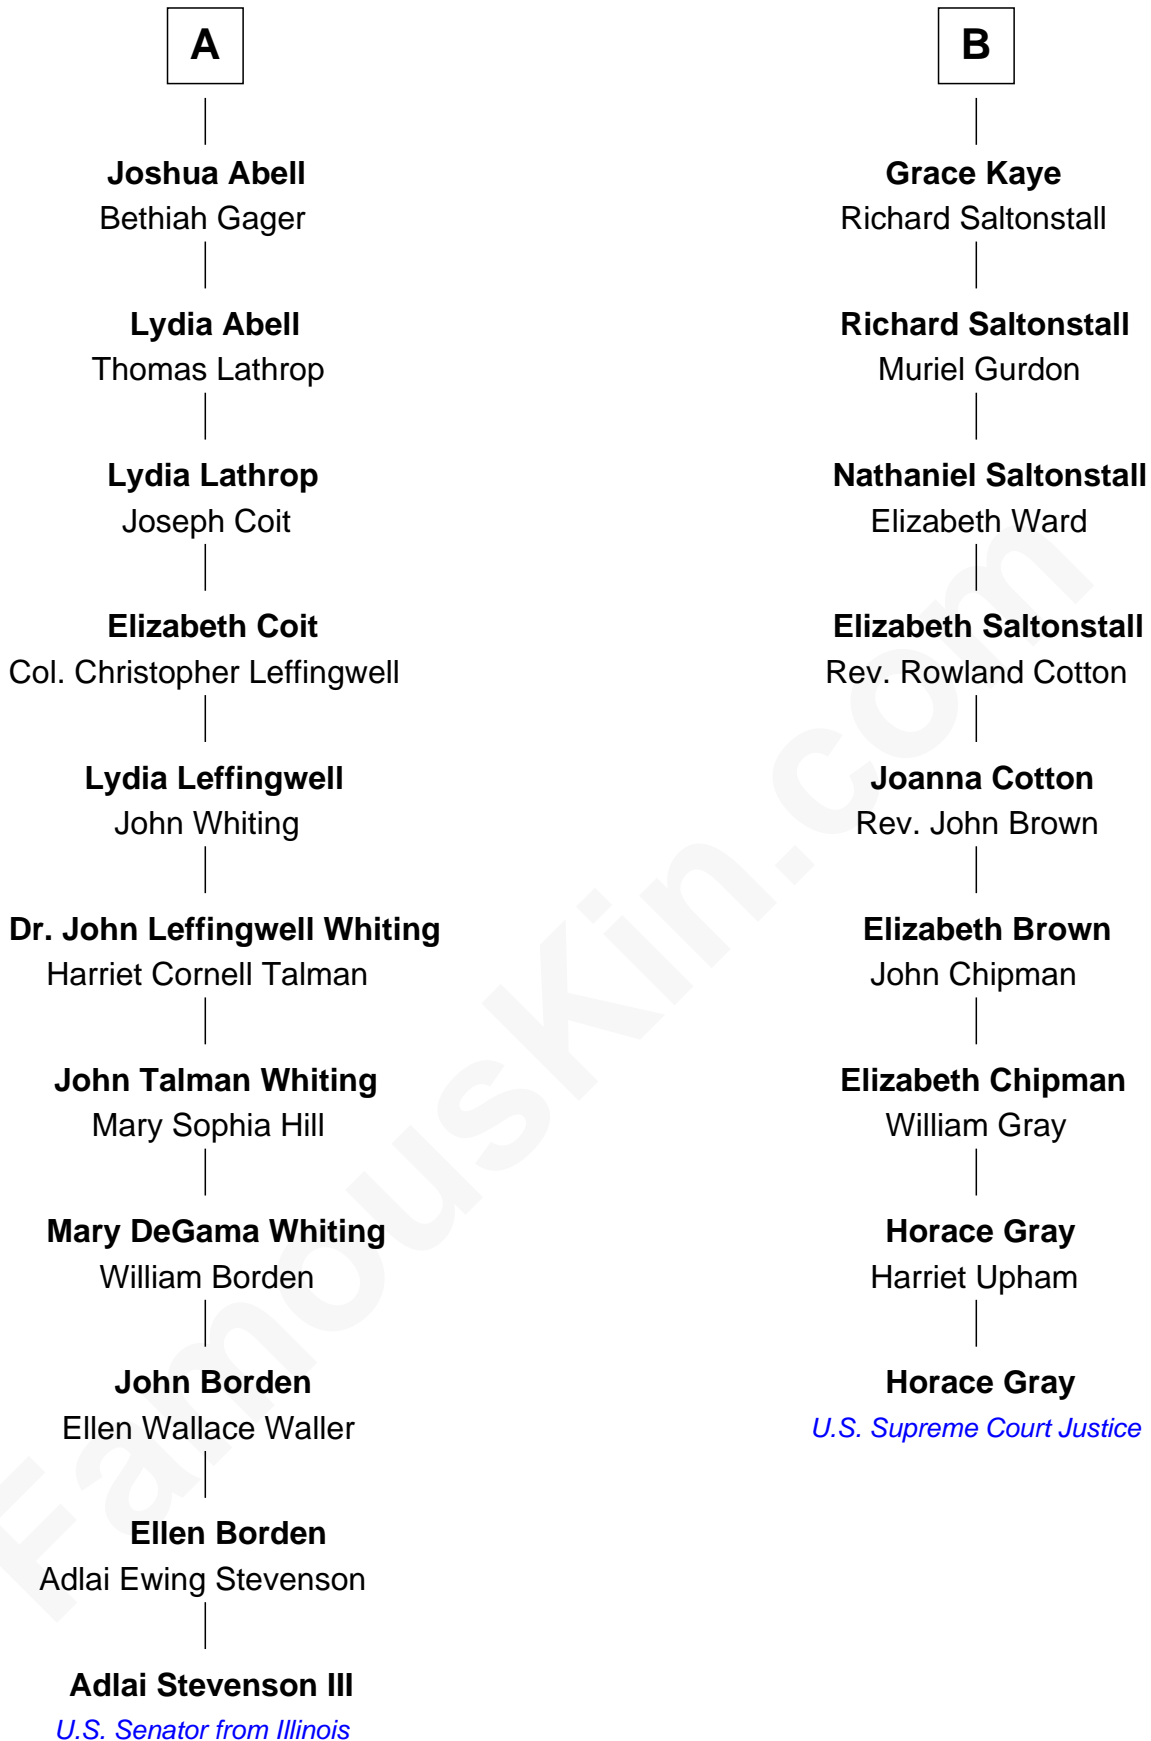 A
Joshua Abell
Bethiah Gager
Lydia Abell
Thomas Lathrop
Lydia Lathrop
Joseph Coit
Elizabeth Coit
Col. Christopher Leffingwell
Lydia Leffingwell
John Whiting
Dr. John Leffingwell Whiting
Harriet Cornell Talman
John Talman Whiting
Mary Sophia Hill
Mary DeGama Whiting
William Borden
John Borden
Ellen Wallace Waller
Ellen Borden
Adlai Ewing Stevenson
Adlai Stevenson III
U.S. Senator from Illinois
B
Grace Kaye
Richard Saltonstall
Richard Saltonstall
Muriel Gurdon
Nathaniel Saltonstall
Elizabeth Ward
Elizabeth Saltonstall
Rev. Rowland Cotton
Joanna Cotton
Rev. John Brown
Elizabeth Brown
John Chipman
Elizabeth Chipman
William Gray
Horace Gray
Harriet Upham
Horace Gray
U.S. Supreme Court Justice
FamousKin.com